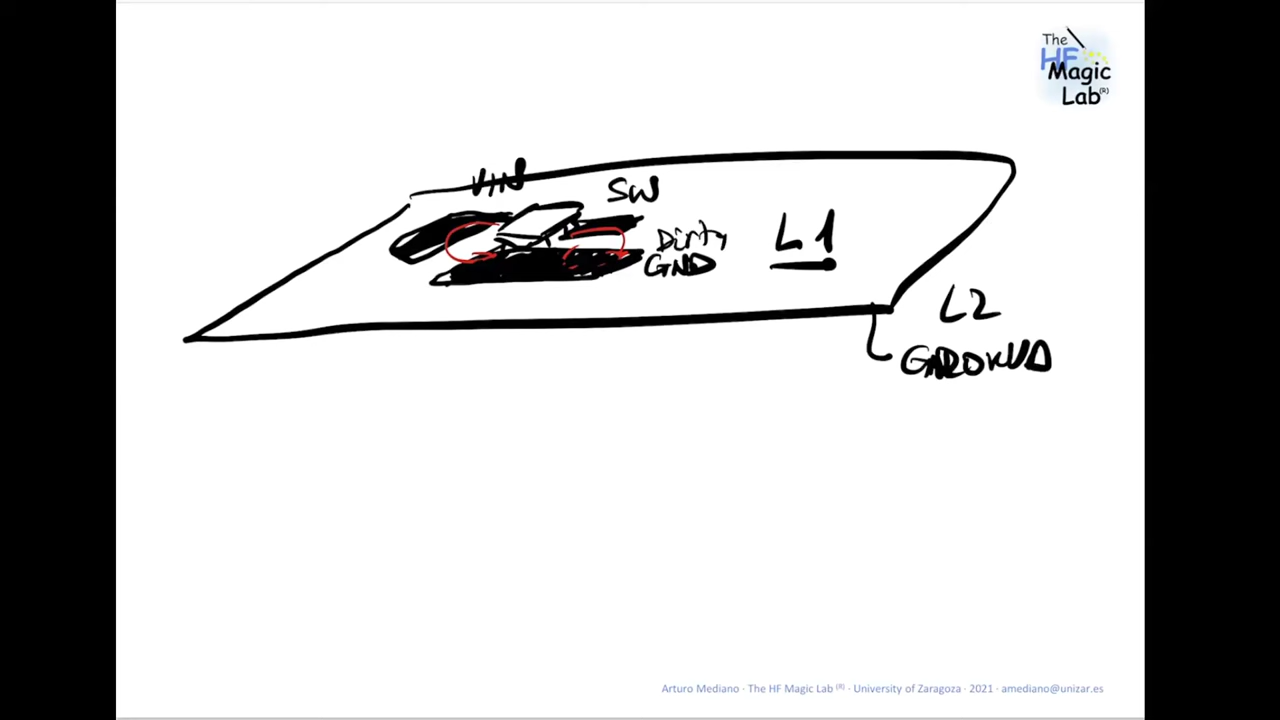 The
HF
Magic
Lab(R)
VIN
SW
Dirty
GND
L1
L2
Arturo Mediano · The HF Magic Lab (R) · University of Zaragoza · 2021 · amediano@unizar.es